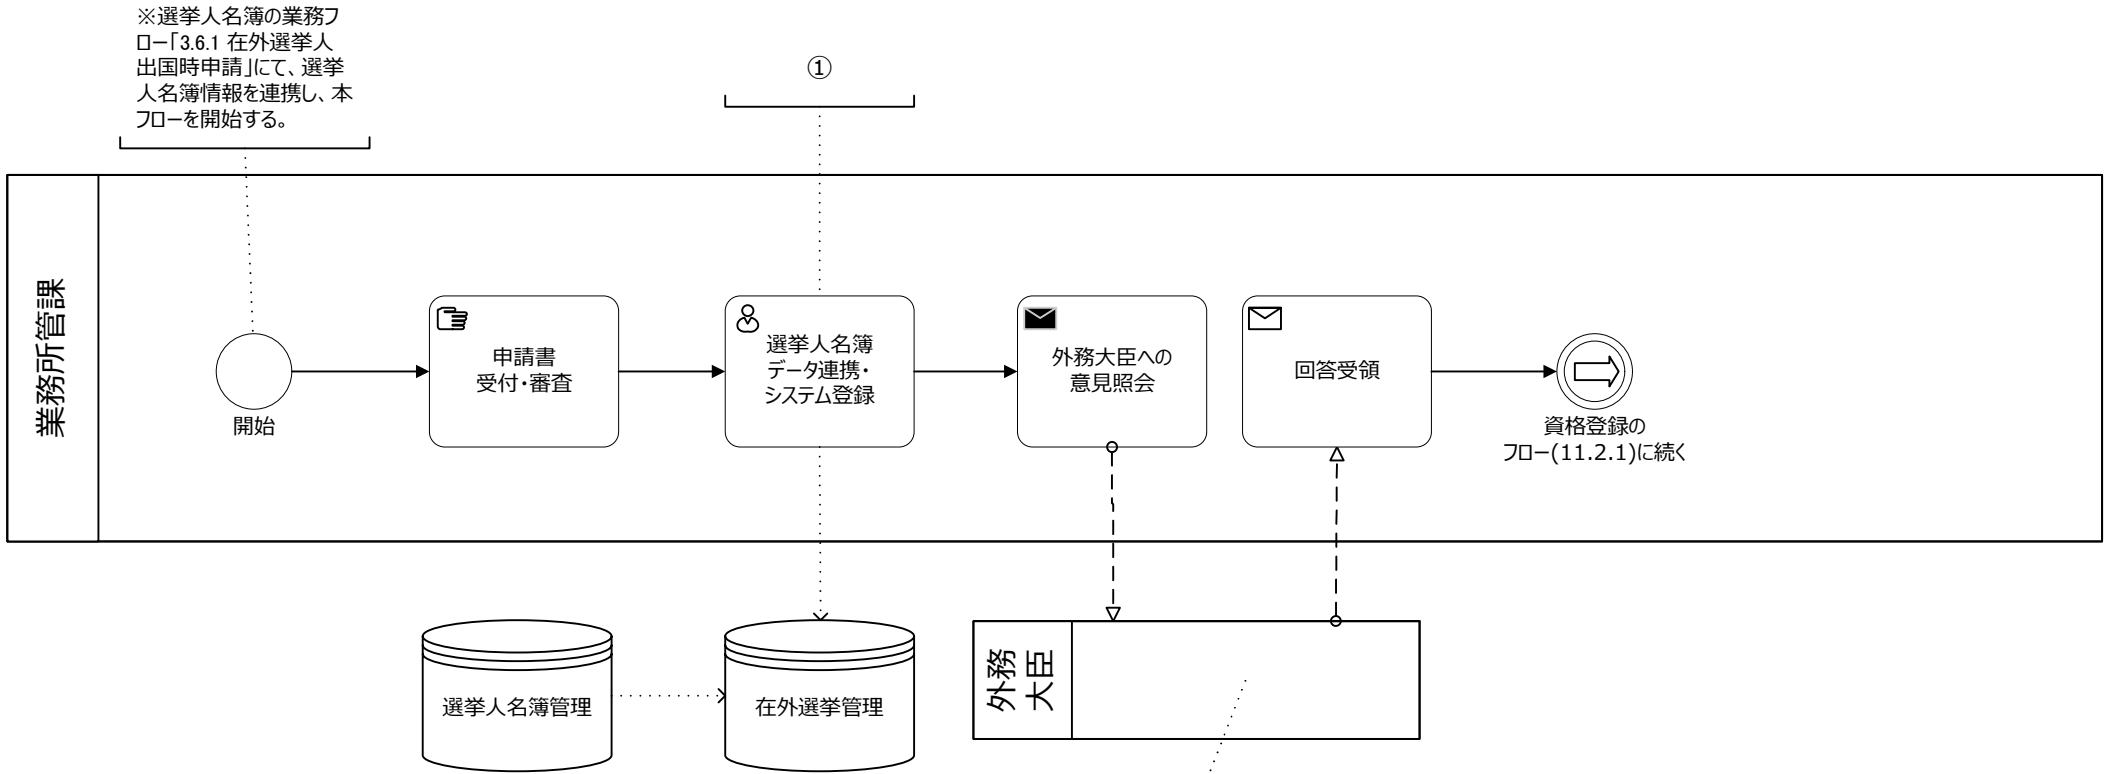 ※選挙人名簿の業務フ
ロー「3.6.1 在外選挙人
出国時申請」にて、選挙
人名簿情報を連携し、本
フローを開始する。
①
業務所管課
開始
申請書
受付・審査
選挙人名簿
データ連携・
システム登録
外務大臣への
意見照会
回答受領
資格登録の
フロー(11.2.1)に続く
選挙人名簿管理
在外選挙管理
外務
大臣